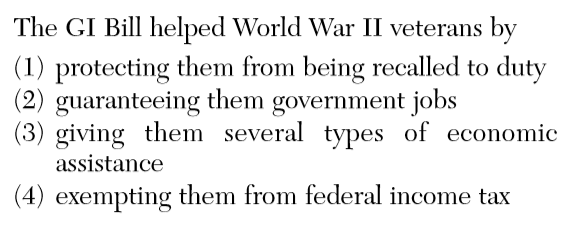 The GI Bill helped World War II veterans by
(1) protecting them from being recalled to duty
(2) guaranteeing them government jobs
(3) giving them several types of economic
assistance
(4) exempting them from federal income tax